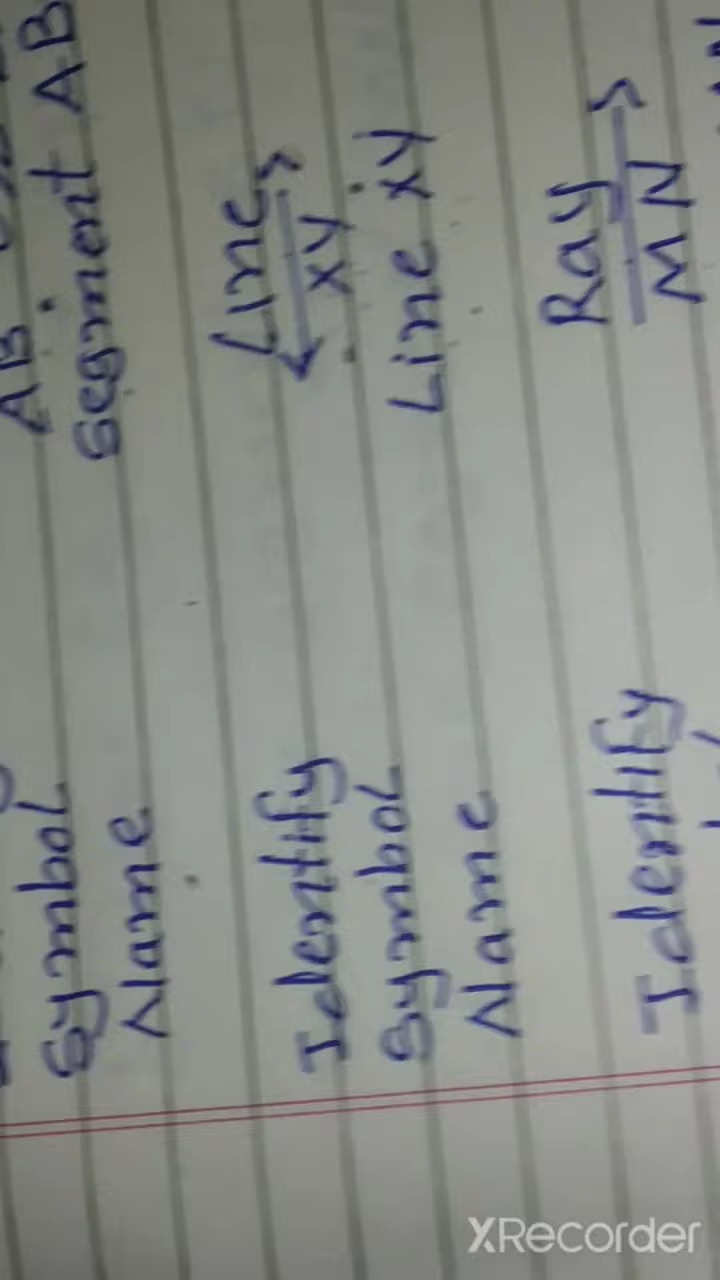 Symbol AB
Name Segment AB
Identify Line
Symbol XY
Name Line XY
Identify Ray
MN
XRecorder